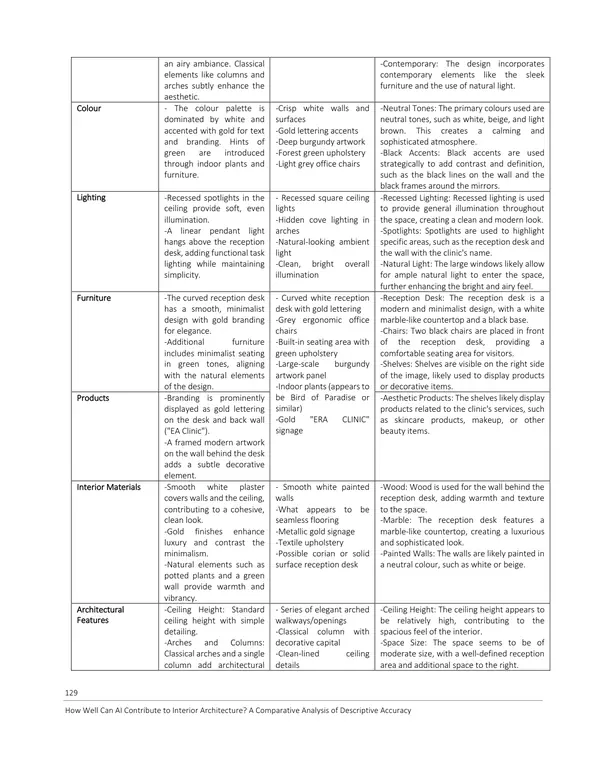 an airy ambiance. Classical
elements like columns and
arches subtly enhance the
aesthetic.
-Contemporary: The design incorporates
contemporary elements like the sleek
furniture and the use of natural light.
Colour
- The colour palette is
dominated by white and
accented with gold for text
and branding. Hints of
green are introduced
through indoor plants and
furniture.
-Crisp white walls and
surfaces
-Gold lettering accents
-Deep burgundy artwork
-Forest green upholstery
-Light grey office chairs
-Neutral Tones: The primary colours used are
neutral tones, such as white, beige, and light
brown. This creates a calming and
sophisticated atmosphere.
-Black Accents: Black accents are used
strategically to add contrast and definition,
such as the black lines on the wall and the
black frames around the mirrors.
Lighting
-Recessed spotlights in the
ceiling provide soft, even
illumination.
-A linear pendant light
hangs above the reception
desk, adding functional task
lighting while maintaining
simplicity.
- Recessed square ceiling
lights
-Hidden cove lighting in
arches
-Natural-looking ambient
light
-Clean, bright overall
illumination
-Recessed Lighting: Recessed lighting is used
to provide general illumination throughout
the space, creating a clean and modern look.
-Spotlights: Spotlights are used to highlight
specific areas, such as the reception desk and
the wall with the clinic's name.
-Natural Light: The large windows likely allow
for ample natural light to enter the space,
further enhancing the bright and airy feel.
Furniture
-The curved reception desk
has a smooth, minimalist
design with gold branding
for elegance.
-Additional furniture
includes minimalist seating
in green tones, aligning
with the natural elements
of the design.
- Curved white reception
desk with gold lettering
-Grey ergonomic office
chairs
-Built-in seating area with
green upholstery
-Large-scale burgundy
artwork panel
-Indoor plants (appears to
be Bird of Paradise or
similar)
-Gold "ERA CLINIC"
signage
-Reception Desk: The reception desk is a
modern and minimalist design, with a white
marble-like countertop and a black base.
-Chairs: Two black chairs are placed in front
of the reception desk, providing a
comfortable seating area for visitors.
-Shelves: Shelves are visible on the right side
of the image, likely used to display products
or decorative items.
Products
-Branding is prominently
displayed as gold lettering
on the desk and back wall
("EA Clinic").
-A framed modern artwork
on the wall behind the desk
adds a subtle decorative
element.
-Aesthetic Products: The shelves likely display
products related to the clinic's services, such
as skincare products, makeup, or other
beauty items.
Interior Materials
-Smooth white plaster
covers walls and the ceiling,
contributing to a cohesive,
clean look.
-Gold finishes enhance
luxury and contrast the
minimalism.
-Natural elements such as
potted plants and a green
wall provide warmth and
vibrancy.
- Smooth white painted
walls
-What appears to be
seamless flooring
-Metallic gold signage
-Textile upholstery
-Possible corian or solid
surface reception desk
-Wood: Wood is used for the wall behind the
reception desk, adding warmth and texture
to the space.
-Marble: The reception desk features a
marble-like countertop, creating a luxurious
and sophisticated look.
-Painted Walls: The walls are likely painted in
a neutral colour, such as white or beige.
Architectural
Features
-Ceiling Height: Standard
ceiling height with simple
detailing.
-Arches and Columns:
Classical arches and a single
column add architectural
- Series of elegant arched
walkways/openings
-Classical column with
decorative capital
-Clean-lined ceiling
details
-Ceiling Height: The ceiling height appears to
be relatively high, contributing to the
spacious feel of the interior.
-Space Size: The space seems to be of
moderate size, with a well-defined reception
area and additional space to the right.
129
How Well Can AI Contribute to Interior Architecture? A Comparative Analysis of Descriptive Accuracy